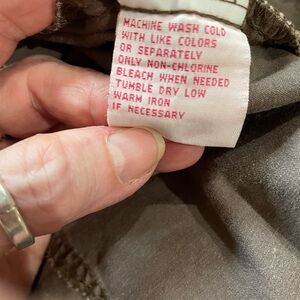 MACHINE WASH COLD
WITH LIKE COLORS
OR SEPARATELY
ONLY NON-CHLORINE
BLEACH WHEN NEEDED
TUMBLE DRY LOW
WARM IRON
IF NECESSARY